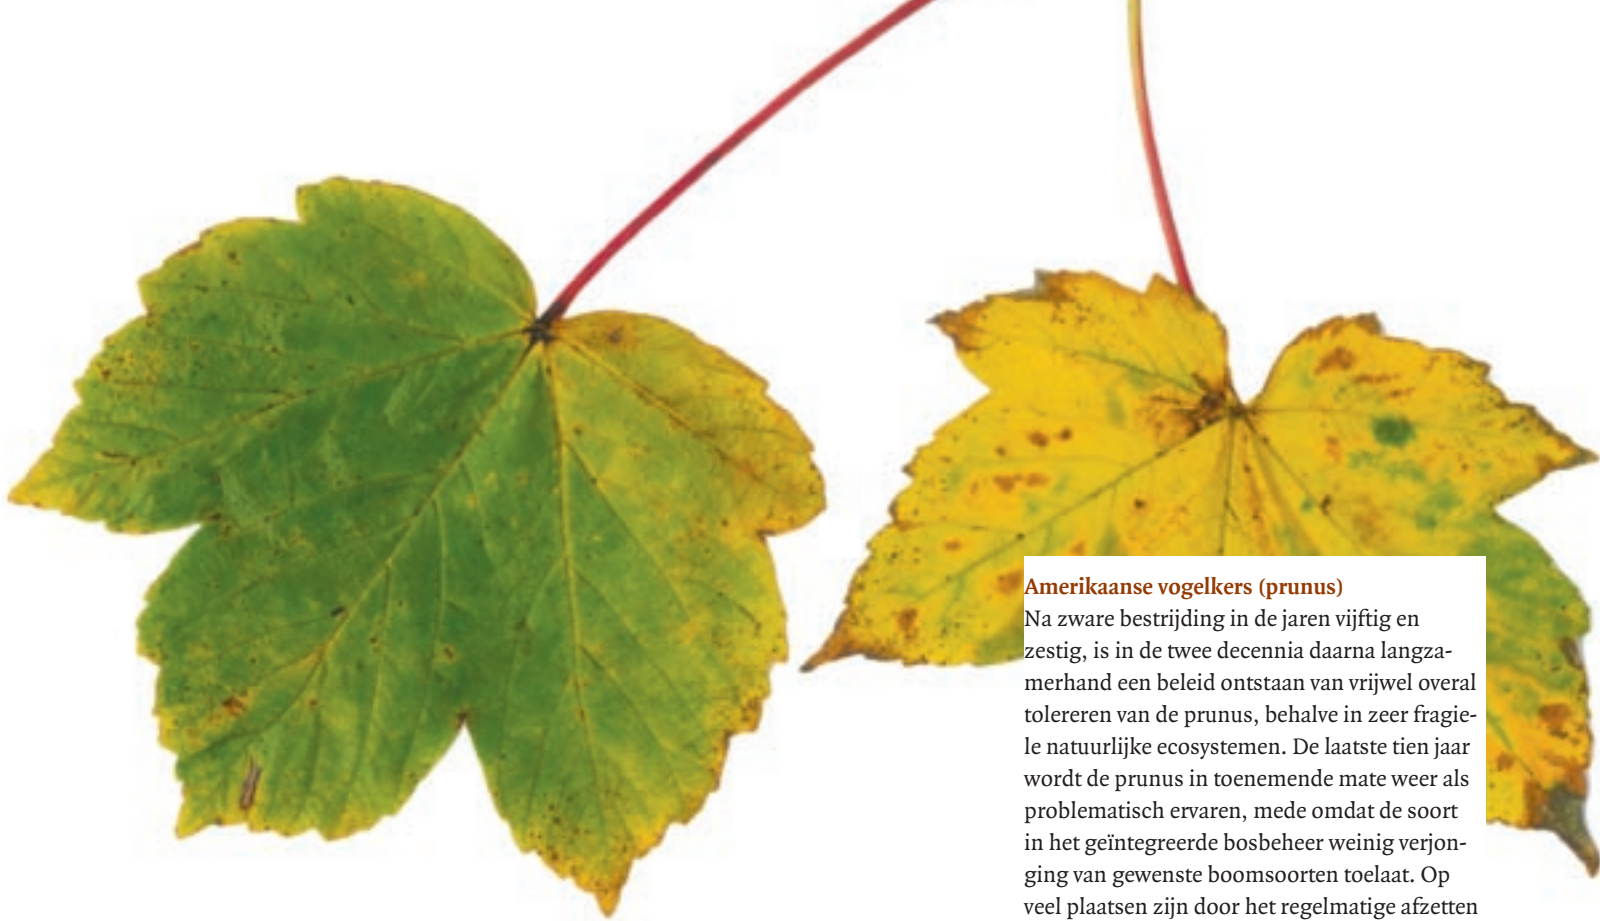 Amerikaanse vogelkers (prunus)
Na zware bestrijding in de jaren vijftig en
zestig, is in de twee decennia daarna langza-
merhand een beleid ontstaan van vrijwel overal
tolereren van de prunus, behalve in zeer fragie-
le natuurlijke ecosystemen. De laatste tien jaar
wordt de prunus in toenemende mate weer als
problematisch ervaren, mede omdat de soort
in het geïntegreerde bosbeheer weinig verjon-
ging van gewenste boomsoorten toelaat. Op
veel plaatsen zijn door het regelmatige afzetten